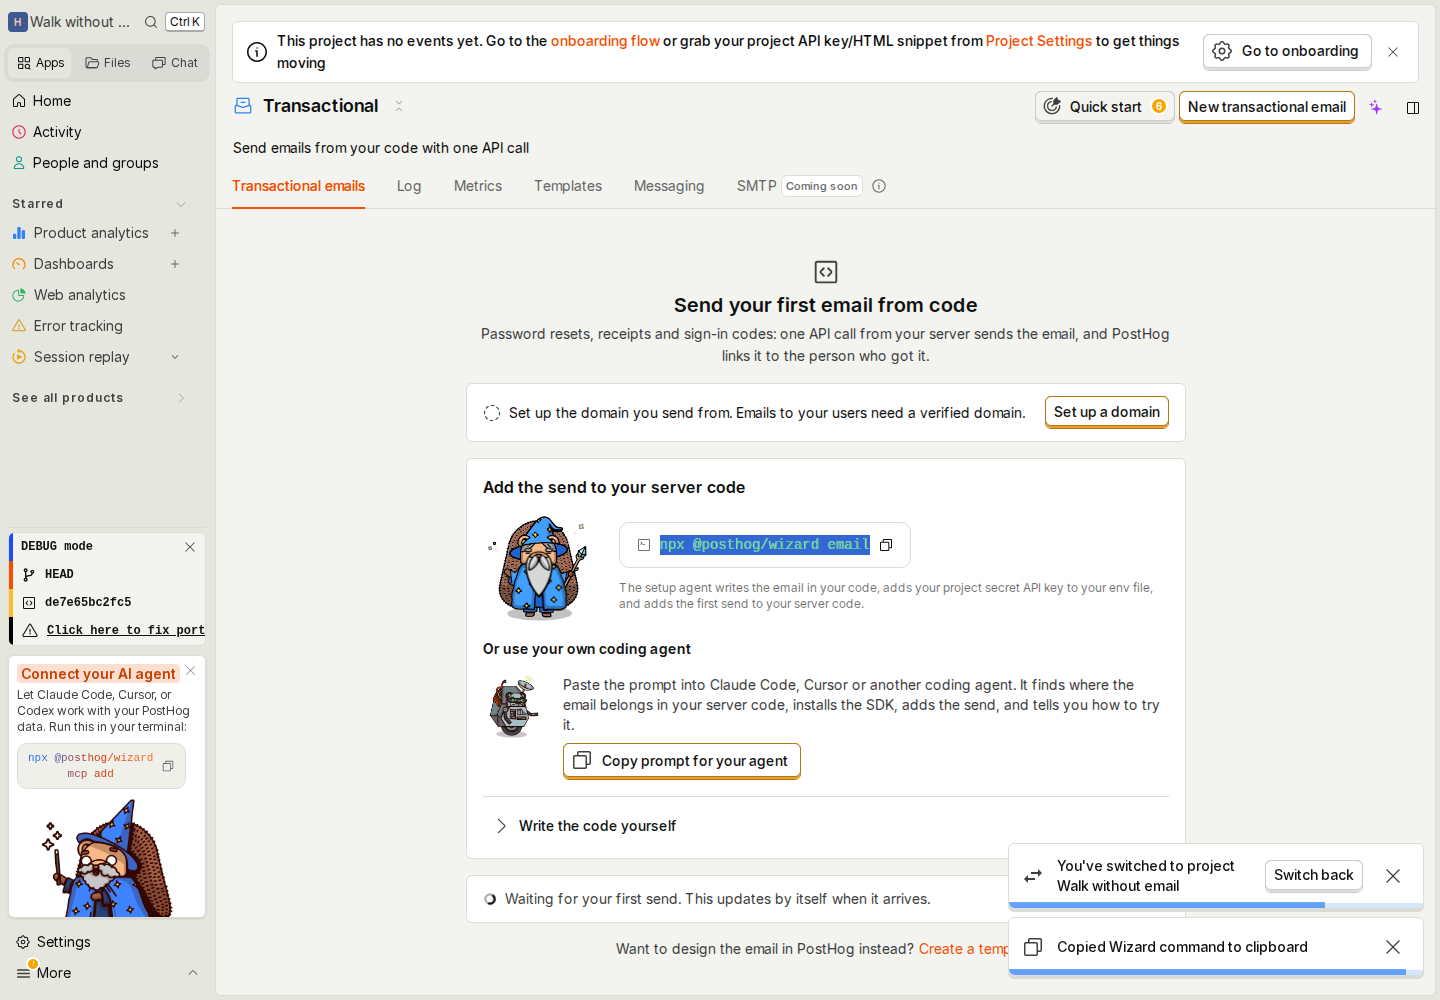 H Walk without ... Ctrl K
Apps Files Chat
Home
Activity
People and groups
Starred
Product analytics
Dashboards
Web analytics
Error tracking
Session replay
See all products
DEBUG mode
HEAD
de7e65bc2fc5
Click here to fix port
Connect your AI agent
Let Claude Code, Cursor, or
Codex work with your PostHog
data. Run this in your terminal:
npx @posthog/wizard
mcp add
Settings
More
This project has no events yet. Go to the onboarding flow or grab your project API key/HTML snippet from Project Settings to get things
moving
Go to onboarding
Transactional
Quick start 6
New transactional email
Send emails from your code with one API call
Transactional emails Log Metrics Templates Messaging SMTP Coming soon
Send your first email from code
Password resets, receipts and sign-in codes: one API call from your server sends the email, and PostHog
links it to the person who got it.
Set up the domain you send from. Emails to your users need a verified domain.
Set up a domain
Add the send to your server code
npx @posthog/wizard email
The setup agent writes the email in your code, adds your project secret API key to your env file,
and adds the first send to your server code.
Or use your own coding agent
Paste the prompt into Claude Code, Cursor or another coding agent. It finds where the
email belongs in your server code, installs the SDK, adds the send, and tells you how to try
it.
Copy prompt for your agent
Write the code yourself
Waiting for your first send. This updates by itself when it arrives.
Want to design the email in PostHog instead? Create a temp
You've switched to project
Walk without email
Switch back
Copied Wizard command to clipboard